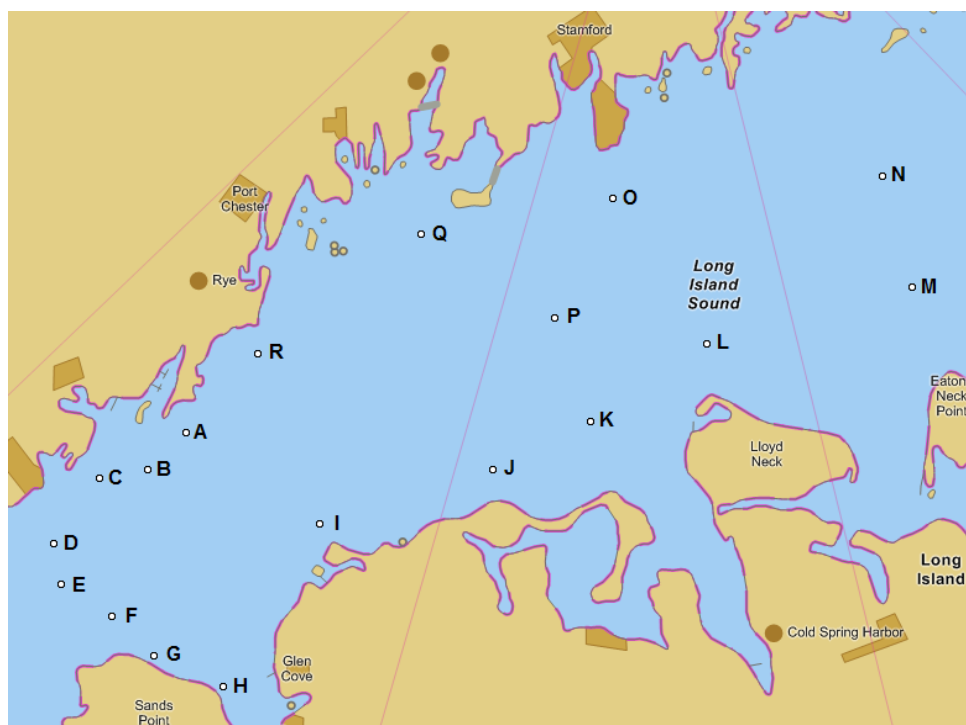 Stamford
N
Port
Chester
O
Q
Long
Island
Sound
Rye
M
P
L
R
Eaton
Neck
Point
K
A
Lloyd
Neck
B
J
C
I
D
Long
Island
E
F
Cold Spring Harbor
G
Glen
Cove
H
Sands
Point